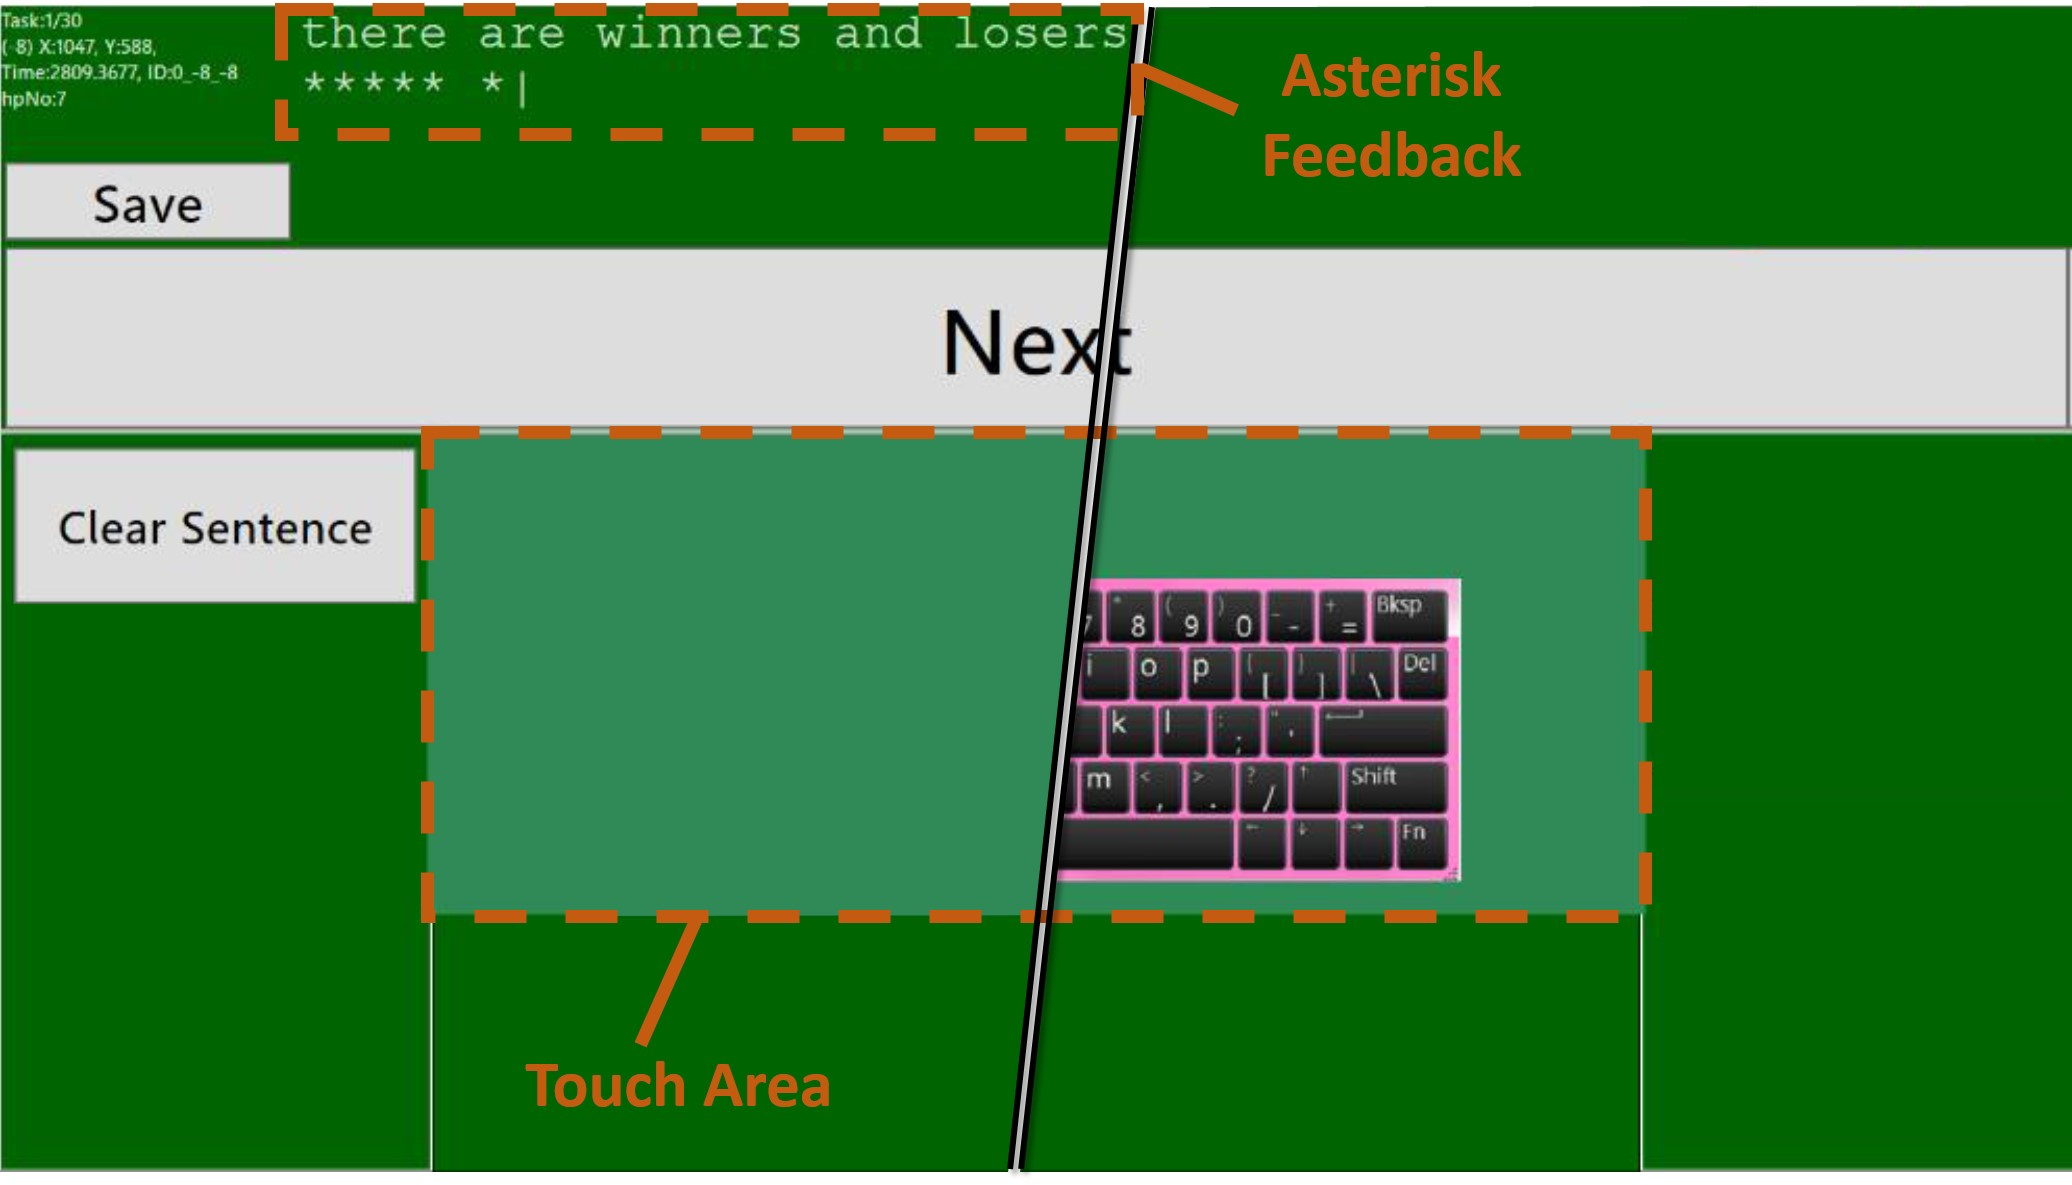 Task:1/30
(-8) X:1047, Y:588,
Time:2809.3677, ID:0_-8_-8
hpNo:7
there are winners and losers
***** *|
Asterisk
Feedback
Save
Next
Clear Sentence
* 8 ( 9 ) 0 _ - + = Bksp
i o p [ ] | \ Del
k l : ; " '
m < , > . ? / ↑ Shift
← ↓ → Fn
Touch Area